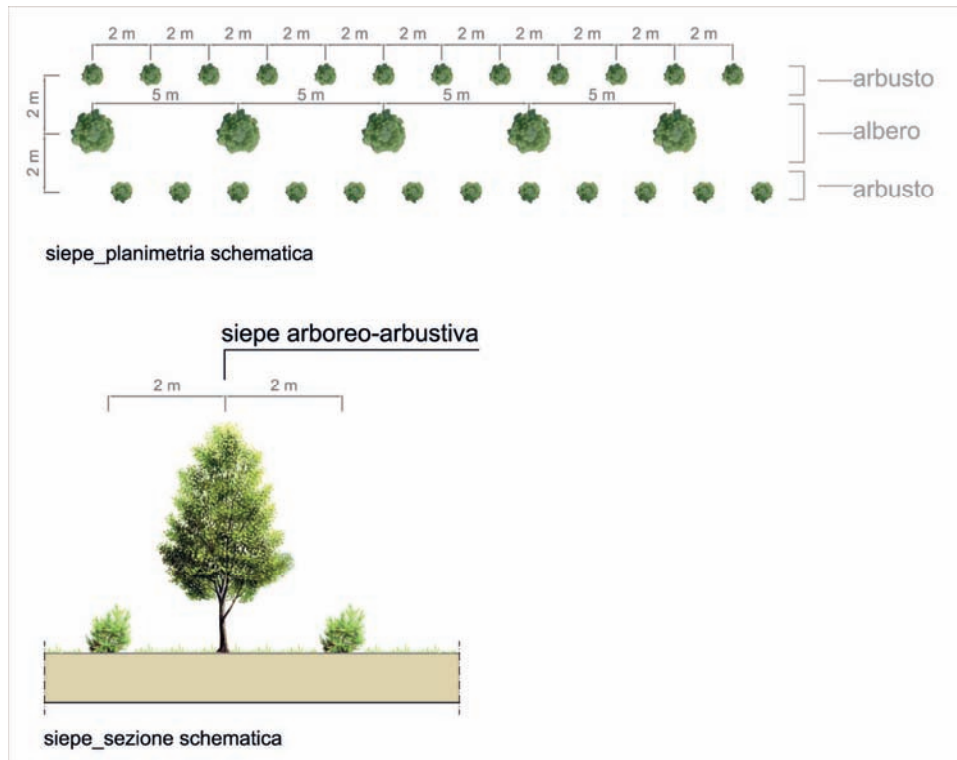 2 m 2 m 2 m 2 m 2 m 2 m 2 m 2 m 2 m 2 m 2 m
arbusto
2 m
5 m 5 m 5 m 5 m
albero
2 m
arbusto
siepe_planimetria schematica
siepe arboreo-arbustiva
2 m 2 m
siepe_sezione schematica